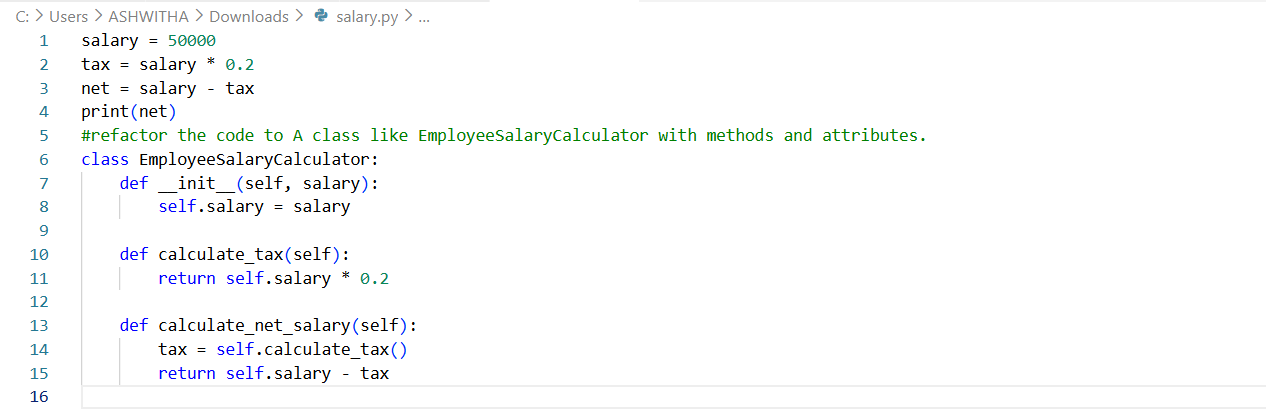 C: > Users > ASHWITHA > Downloads > salary.py > ...
1 salary = 50000
2 tax = salary * 0.2
3 net = salary - tax
4 print(net)
5 #refactor the code to A class like EmployeeSalaryCalculator with methods and attributes.
6 class EmployeeSalaryCalculator:
7     def __init__(self, salary):
8         self.salary = salary
9
10     def calculate_tax(self):
11         return self.salary * 0.2
12
13     def calculate_net_salary(self):
14         tax = self.calculate_tax()
15         return self.salary - tax
16